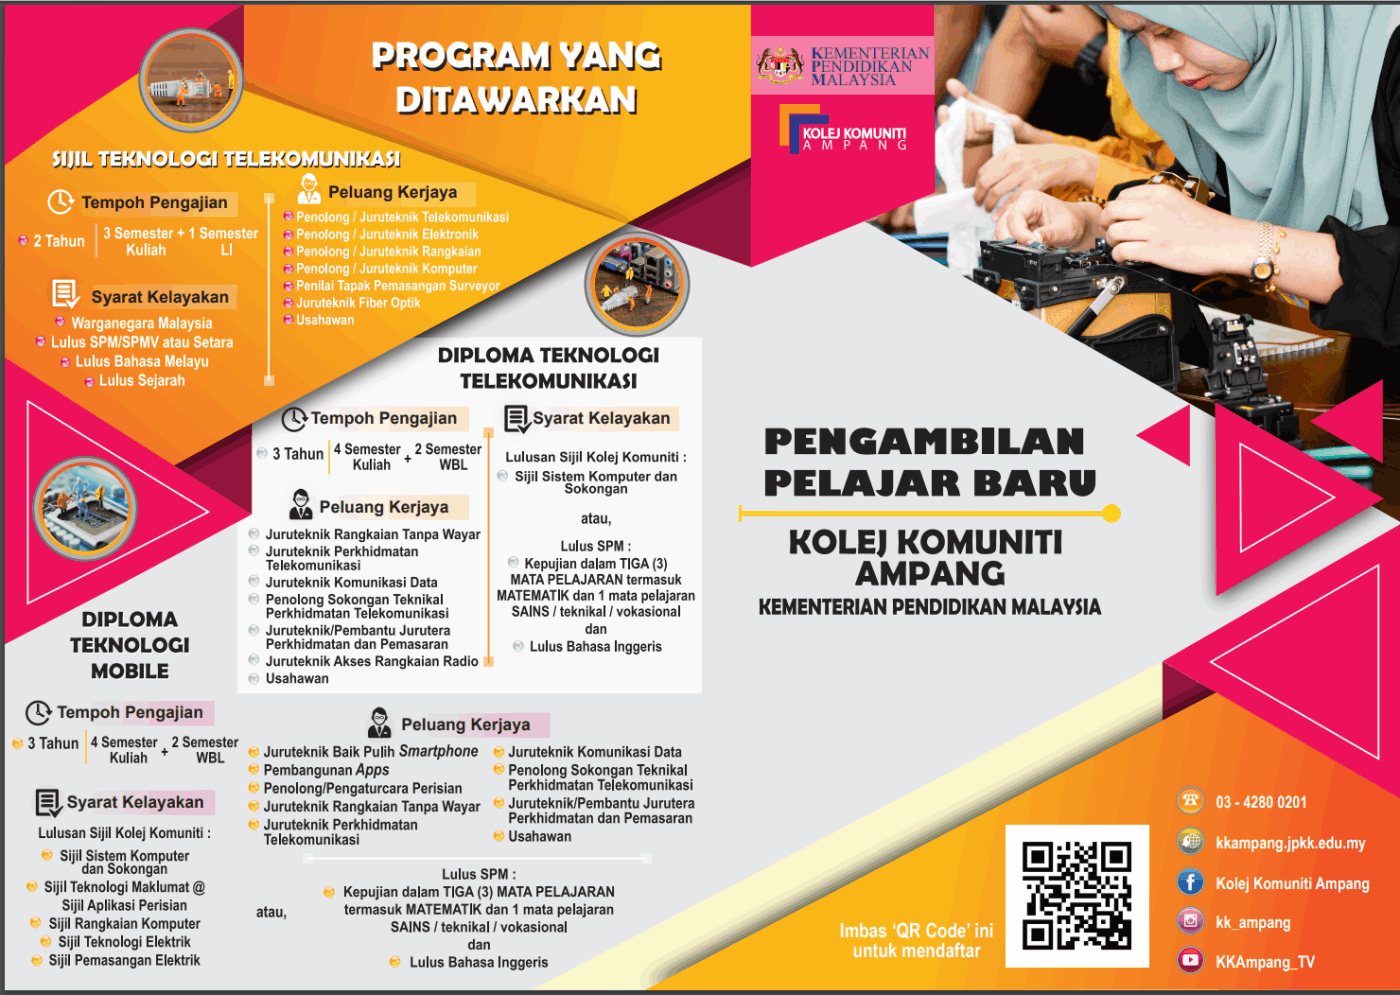 PROGRAM YANG
DITAWARKAN
SIJIL TEKNOLOGI TELEKOMUNIKASI
Tempoh Pengajian
2 Tahun
3 Semester + 1 Semester
Kuliah LI
Syarat Kelayakan
Warganegara Malaysia
Lulus SPM/SPMV atau Setara
Lulus Bahasa Melayu
Lulus Sejarah
Peluang Kerjaya
Penolong / Juruteknik Telekomunikasi
Penolong / Juruteknik Elektronik
Penolong / Juruteknik Rangkaian
Penolong / Juruteknik Komputer
Penilai Tapak Pemasangan Surveyor
Juruteknik Fiber Optik
Usahawan
DIPLOMA TEKNOLOGI
TELEKOMUNIKASI
Tempoh Pengajian
3 Tahun
4 Semester + 2 Semester
Kuliah WBL
Peluang Kerjaya
Juruteknik Rangkaian Tanpa Wayar
Juruteknik Perkhidmatan
Telekomunikasi
Juruteknik Komunikasi Data
Penolong Sokongan Teknikal
Perkhidmatan Telekomunikasi
Juruteknik/Pembantu Jurutera
Perkhidmatan dan Pemasaran
Juruteknik Akses Rangkaian Radio
Usahawan
Syarat Kelayakan
Lulusan Sijil Kolej Komuniti :
Sijil Sistem Komputer dan
Sokongan
atau,
Lulus SPM :
Kepujian dalam TIGA (3)
MATA PELAJARAN termasuk
MATEMATIK dan 1 mata pelajaran
SAINS / teknikal / vokasional
dan
Lulus Bahasa Inggeris
DIPLOMA
TEKNOLOGI
MOBILE
Tempoh Pengajian
3 Tahun
4 Semester + 2 Semester
Kuliah WBL
Syarat Kelayakan
Lulusan Sijil Kolej Komuniti :
Sijil Sistem Komputer
dan Sokongan
Sijil Teknologi Maklumat @
Sijil Aplikasi Perisian
Sijil Rangkaian Komputer
Sijil Teknologi Elektrik
Sijil Pemasangan Elektrik
Peluang Kerjaya
Juruteknik Baik Pulih Smartphone
Pembangunan Apps
Penolong/Pengaturcara Perisian
Juruteknik Rangkaian Tanpa Wayar
Juruteknik Perkhidmatan
Telekomunikasi
Juruteknik Komunikasi Data
Penolong Sokongan Teknikal
Perkhidmatan Telekomunikasi
Juruteknik/Pembantu Jurutera
Perkhidmatan dan Pemasaran
Usahawan
atau,
Lulus SPM :
Kepujian dalam TIGA (3) MATA PELAJARAN
termasuk MATEMATIK dan 1 mata pelajaran
SAINS / teknikal / vokasional
dan
Lulus Bahasa Inggeris
KEMENTERIAN
PENDIDIKAN
MALAYSIA
KOLEJ KOMUNITI
AMPANG
PENGAMBILAN
PELAJAR BARU
KOLEJ KOMUNITI
AMPANG
KEMENTERIAN PENDIDIKAN MALAYSIA
Imbas ‘QR Code’ ini
untuk mendaftar
03 - 4280 0201
kkampang.jpkk.edu.my
Kolej Komuniti Ampang
kk_ampang
KKAmpang_TV